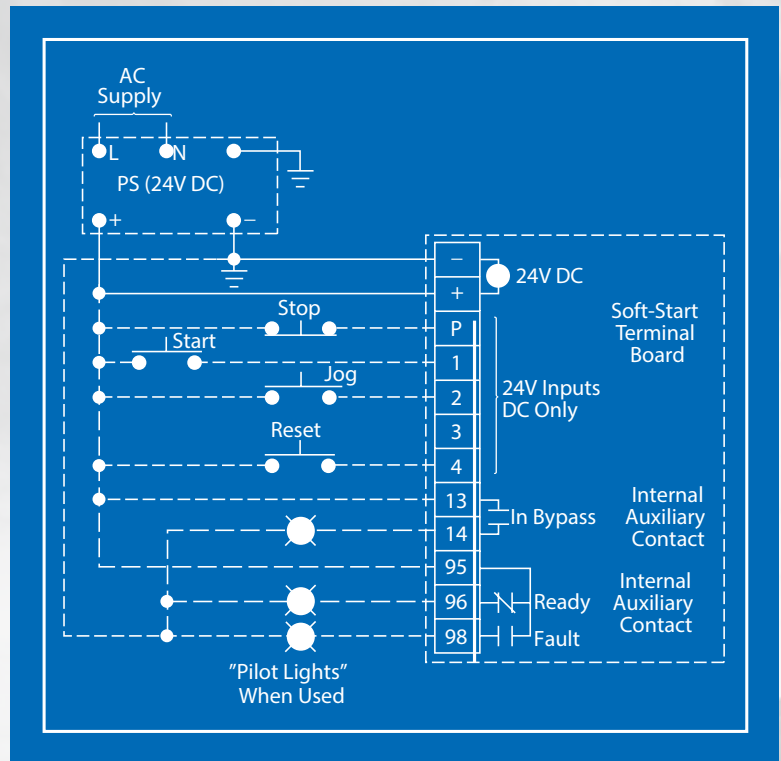 AC
Supply
L N
PS (24V DC)
+ −
− 24V DC
+
Soft-Start
Terminal
Board
Stop
P
Start
1
Jog
2
24V Inputs
DC Only
3
Reset
4
13
In Bypass
14
Internal
Auxiliary
Contact
95
96
Ready
Internal
Auxiliary
Contact
98
Fault
"Pilot Lights"
When Used